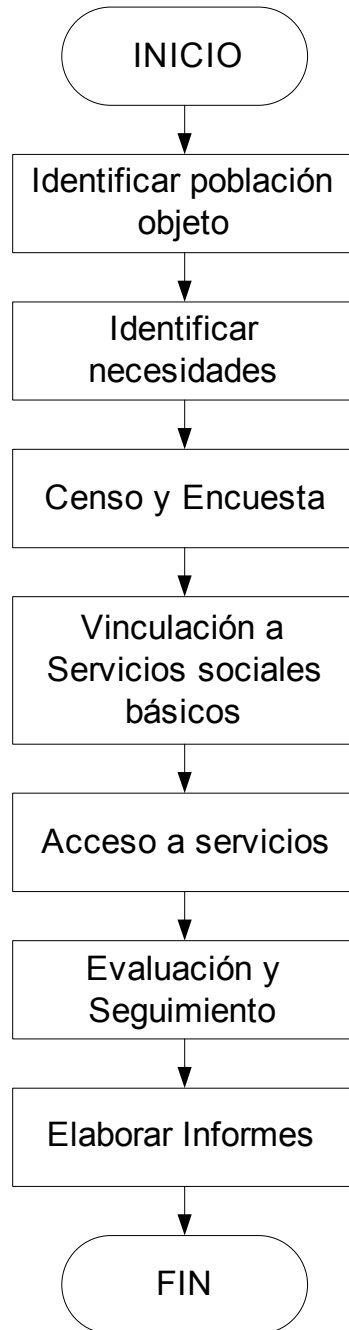 INICIO
Identificar población
objeto
Identificar
necesidades
Censo y Encuesta
Vinculación a
Servicios sociales
básicos
Acceso a servicios
Evaluación y
Seguimiento
Elaborar Informes
FIN